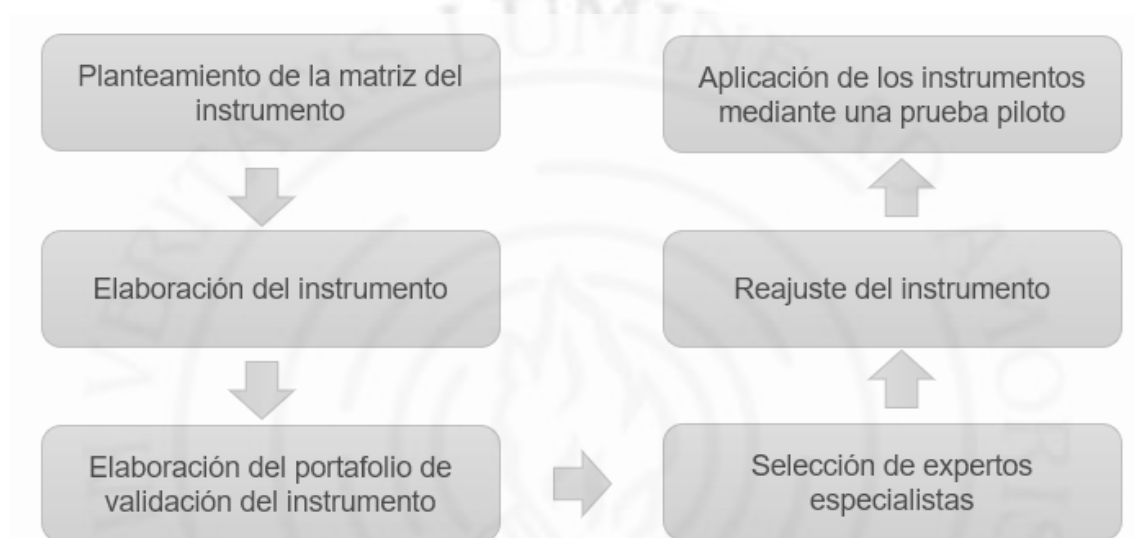 Planteamiento de la matriz del
instrumento
Elaboración del instrumento
Elaboración del portafolio de
validación del instrumento
Selección de expertos
especialistas
Reajuste del instrumento
Aplicación de los instrumentos
mediante una prueba piloto